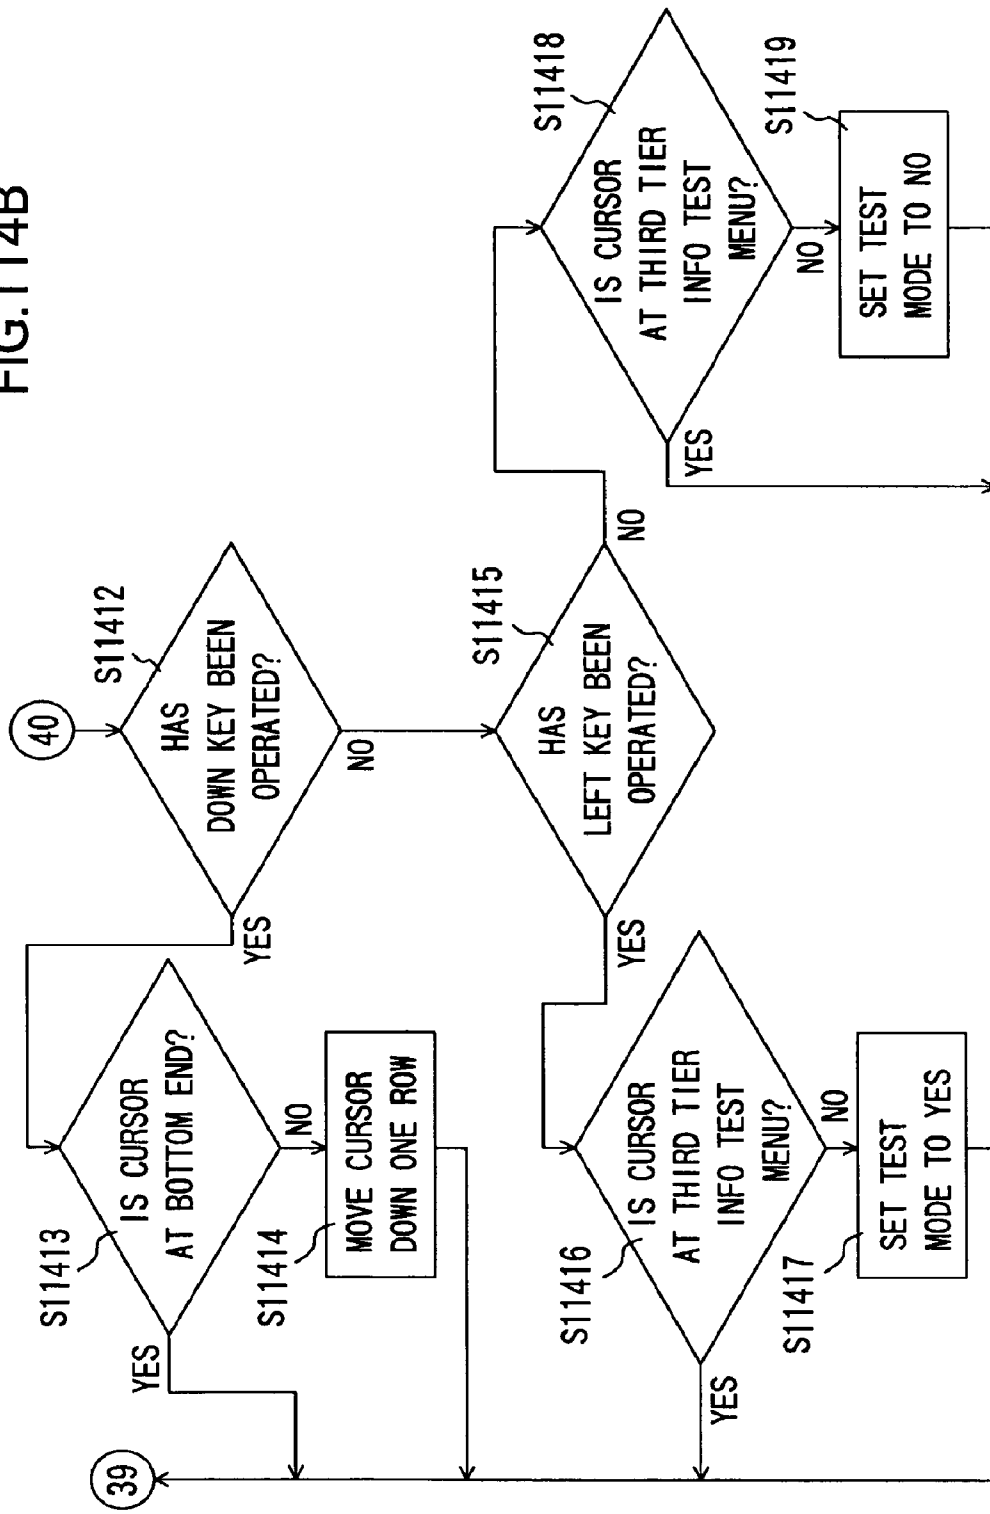 FIG.114B
40
S11412
HAS
DOWN KEY BEEN
OPERATED?
YES
NO
39
S11413
IS CURSOR
AT BOTTOM END?
YES
NO
S11414
MOVE CURSOR
DOWN ONE ROW
S11415
HAS
LEFT KEY BEEN
OPERATED?
YES
NO
S11416
IS CURSOR
AT THIRD TIER
INFO TEST
MENU?
YES
NO
S11417
SET TEST
MODE TO YES
S11418
IS CURSOR
AT THIRD TIER
INFO TEST
MENU?
YES
NO
S11419
SET TEST
MODE TO NO